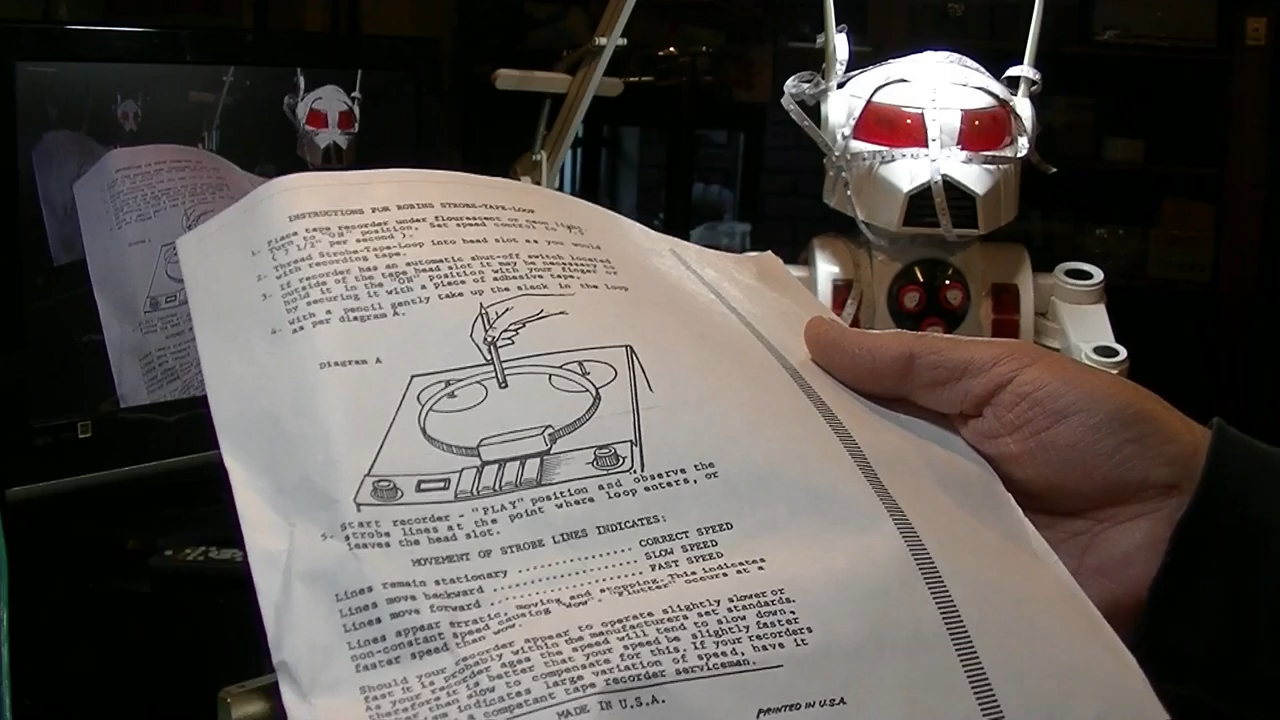 INSTRUCTIONS FOR ROBINS STROBE-TAPE-LOOP
1. Place tape recorder under flourescent or neon light.
Turn to "ON" position. Set speed control to
( 7 1/2" per second ).
2. Thread Strobe-Tape-Loop into head slot as you would
with recording tape.
3. If recorder has an automatic shut-off switch located
outside of the tape head slot it may be necessary to
hold it in the "ON" position with your finger or
by securing it with a piece of adhesive tape.
4. With a pencil gently take up the slack in the loop
as per diagram A.
Diagram A
5. Start recorder - "PLAY" position and observe the
strobe lines at the point where loop enters, or
leaves the head slot.
MOVEMENT OF STROBE LINES INDICATES:
Lines remain stationary .............. CORRECT SPEED
Lines move backward .................. SLOW SPEED
Lines move forward ................... FAST SPEED
Lines appear erratic, moving and stopping. This indicates
non-constant speed causing "wow". "Flutter" occurs at a
faster speed than wow.
Should your recorder appear to operate slightly slower or
fast it is probably within the manufacturers set standards.
As your recorder ages the speed will tend to slow down,
therefore it is better that your speed be slightly faster
than slow to compensate for this. If your recorders
indicates large variation of speed, have it
a competant tape recorder serviceman.
MADE IN U.S.A.
PRINTED IN U.S.A.